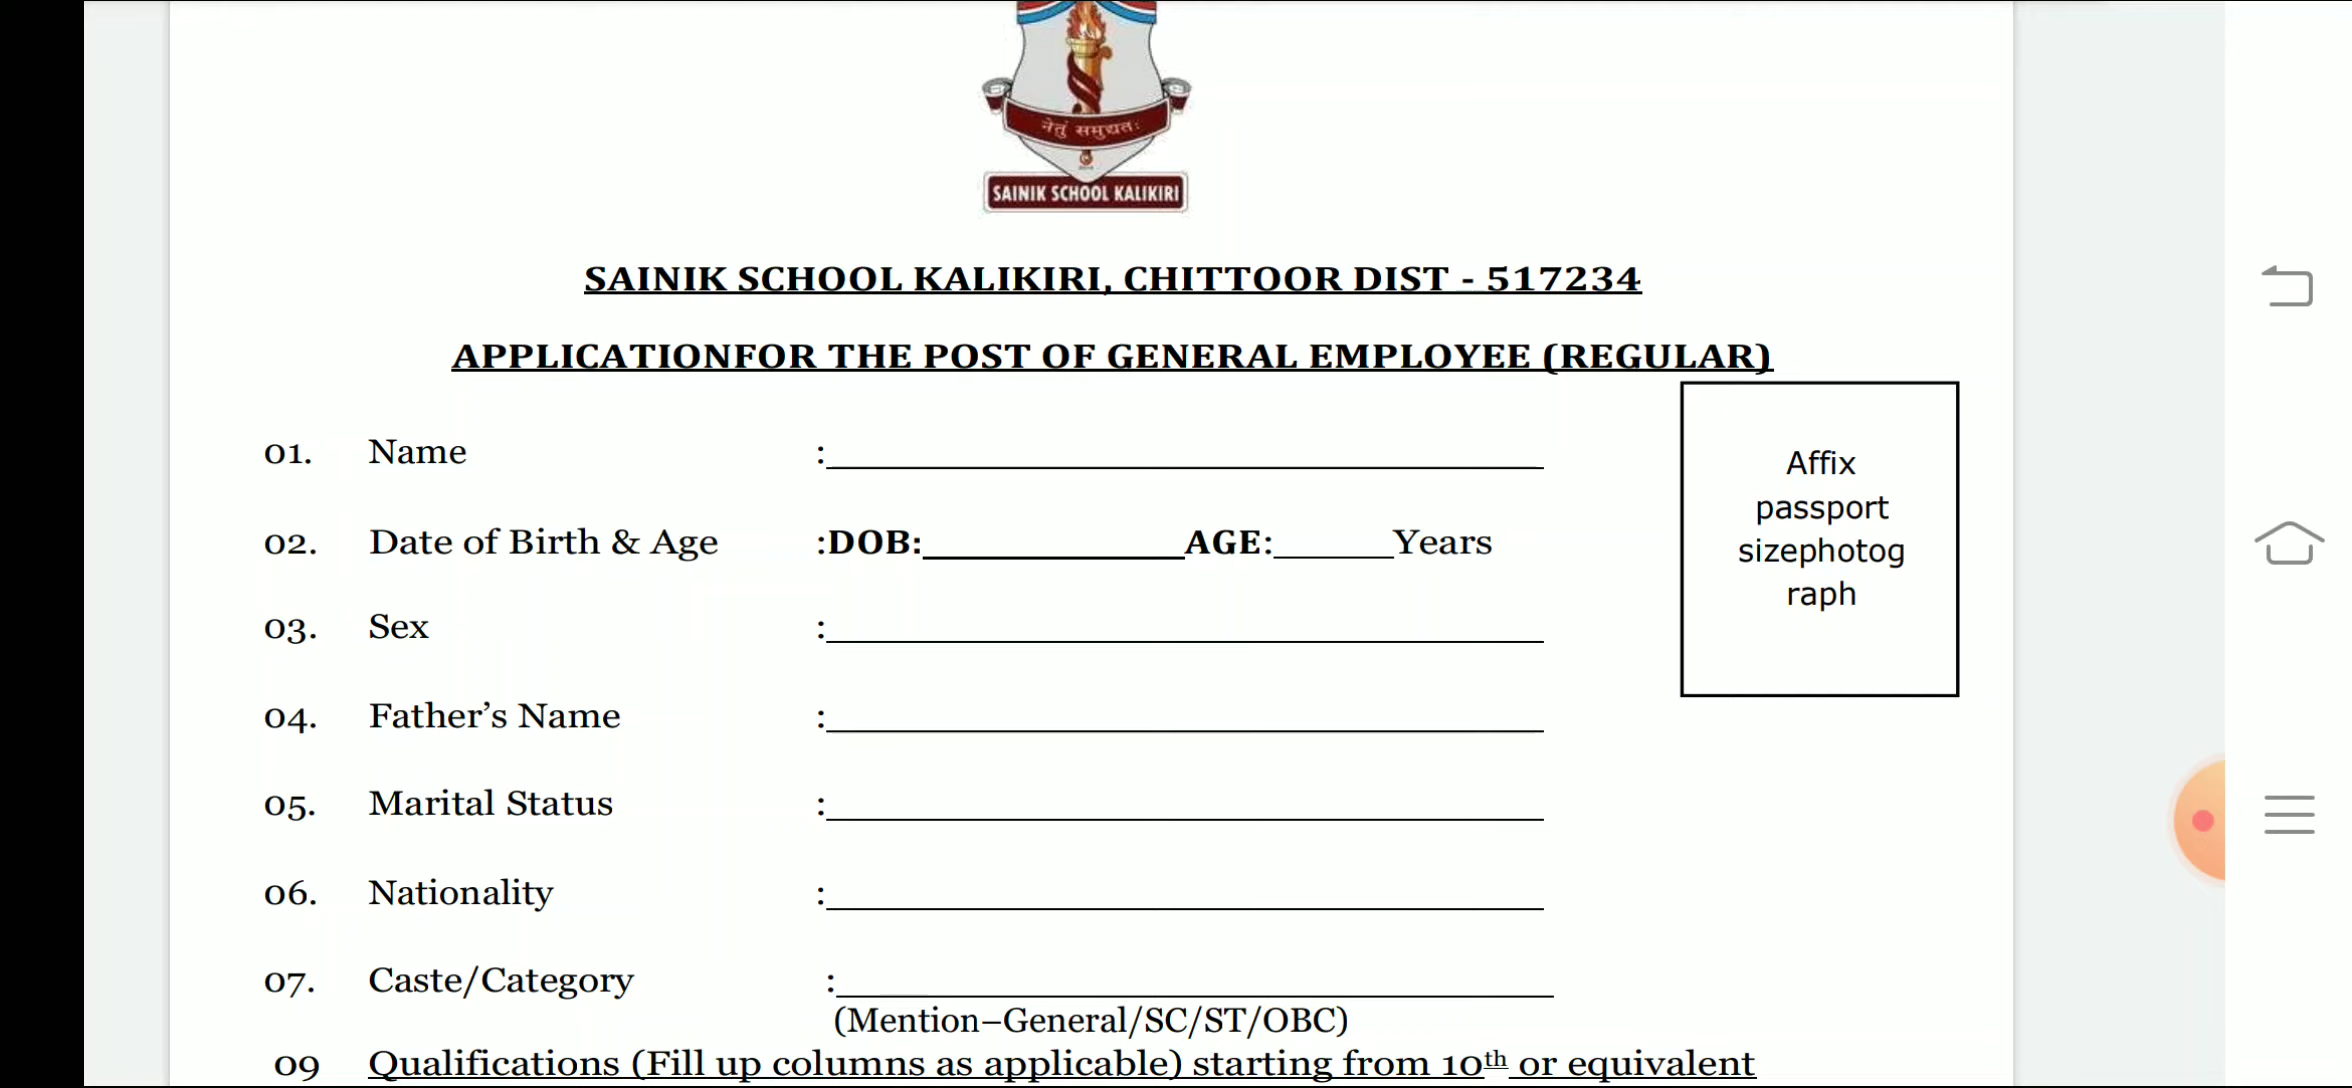 नेतुं समुद्यतः
SAINIK SCHOOL KALIKIRI
SAINIK SCHOOL KALIKIRI, CHITTOOR DIST - 517234
APPLICATIONFOR THE POST OF GENERAL EMPLOYEE (REGULAR)
Affix
passport
sizephotog
raph
01. Name :
02. Date of Birth & Age :DOB: AGE: Years
03. Sex :
04. Father’s Name :
05. Marital Status :
06. Nationality :
07. Caste/Category :
(Mention–General/SC/ST/OBC)
09 Qualifications (Fill up columns as applicable) starting from 10th or equivalent